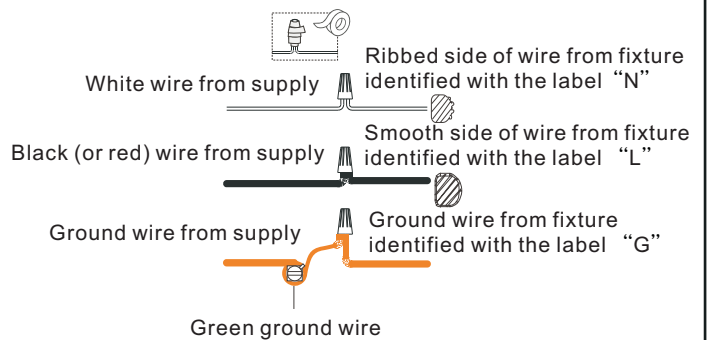 White wire from supply
Ribbed side of wire from fixture
identified with the label “N”
Black (or red) wire from supply
Smooth side of wire from fixture
identified with the label “L”
Ground wire from supply
Ground wire from fixture
identified with the label “G”
Green ground wire